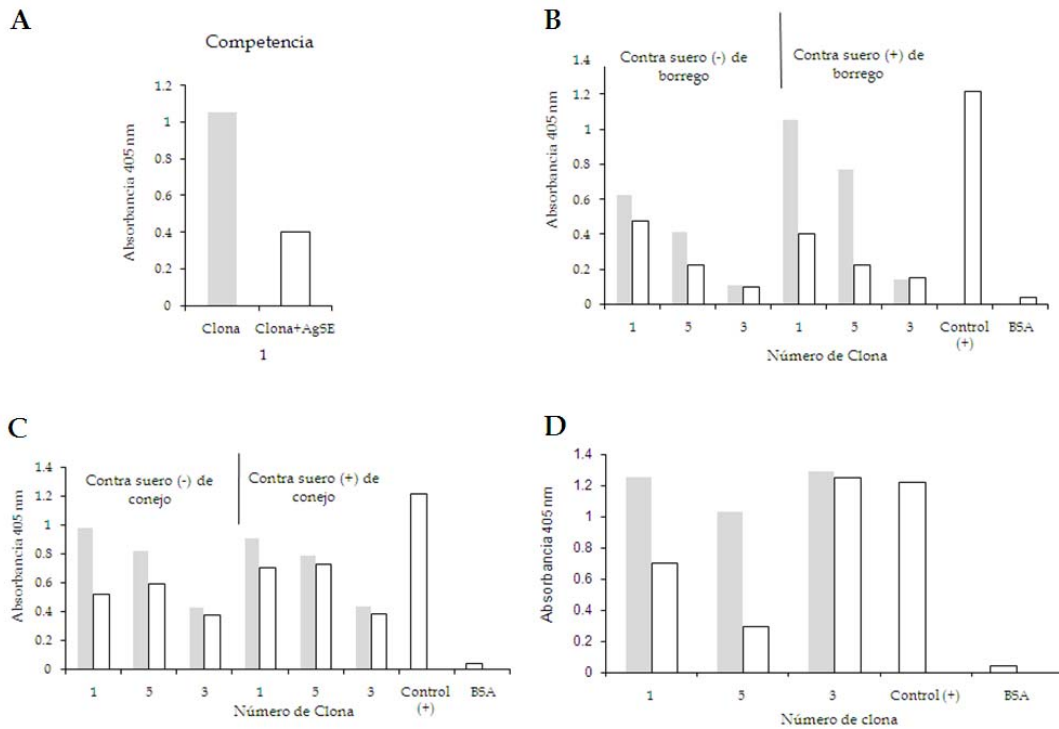 A
Competencia
Absorbancia 405 nm
1.2
1
0.8
0.6
0.4
0.2
0
Clona
Clona+AgSE
1
B
Contra suero (-) de
borrego
Contra suero (+) de
borrego
Absorbancia 405 nm
1.4
1.2
1
0.8
0.6
0.4
0.2
0
1 5 3 1 5 3 Control BSA
(+)
Número de Clona
C
Contra suero (-) de
conejo
Contra suero (+) de
conejo
Absorbancia 405 nm
1.4
1.2
1
0.8
0.6
0.4
0.2
0
1 5 3 1 5 3 Control BSA
(+)
Número de Clona
D
Absorbancia 405 nm
1.4
1.2
1
0.8
0.6
0.4
0.2
0
1 5 3 Control (+) BSA
Número de clona